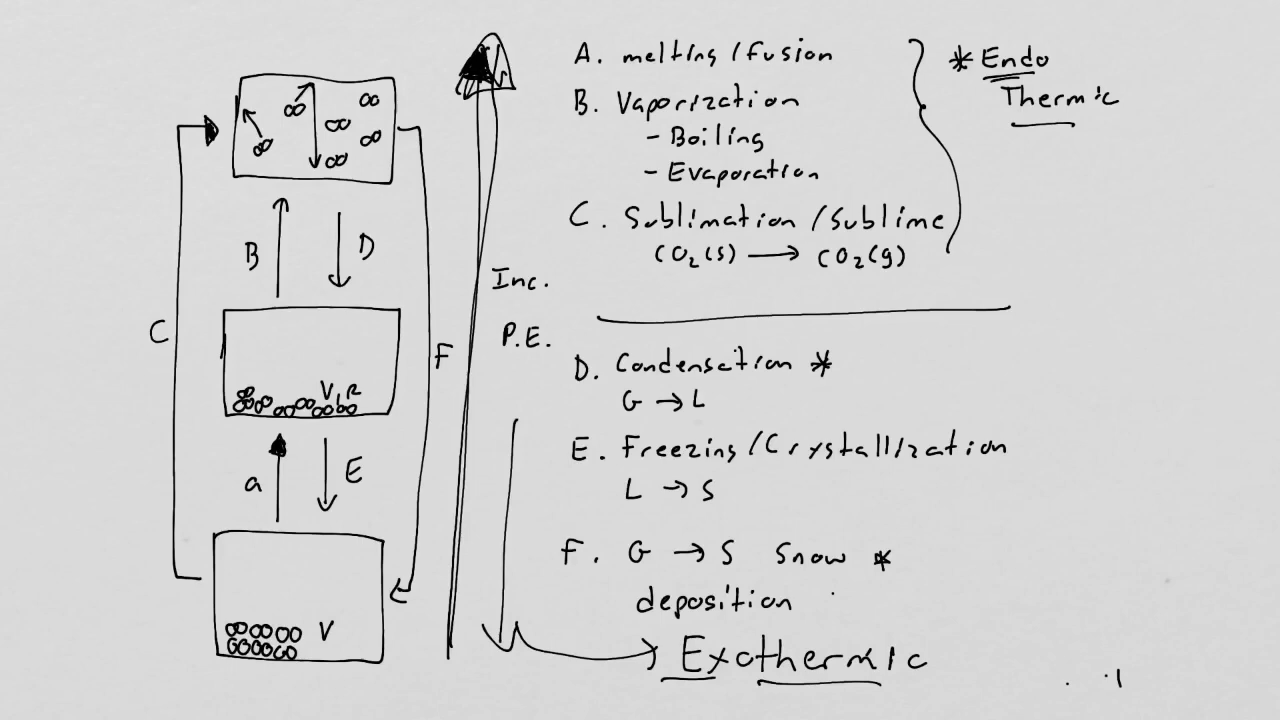 A. melting / fusion
B. Vaporization
- Boiling
- Evaporation
C. Sublimation / Sublime
CO₂(s) → CO₂(g)
* Endo
Thermic
B
D
C
F
V, R
a
E
V
Inc.
P.E.
D. Condensation *
G → L
E. Freezing / Crystallization
L → S
F. G → S Snow *
deposition
Exothermic